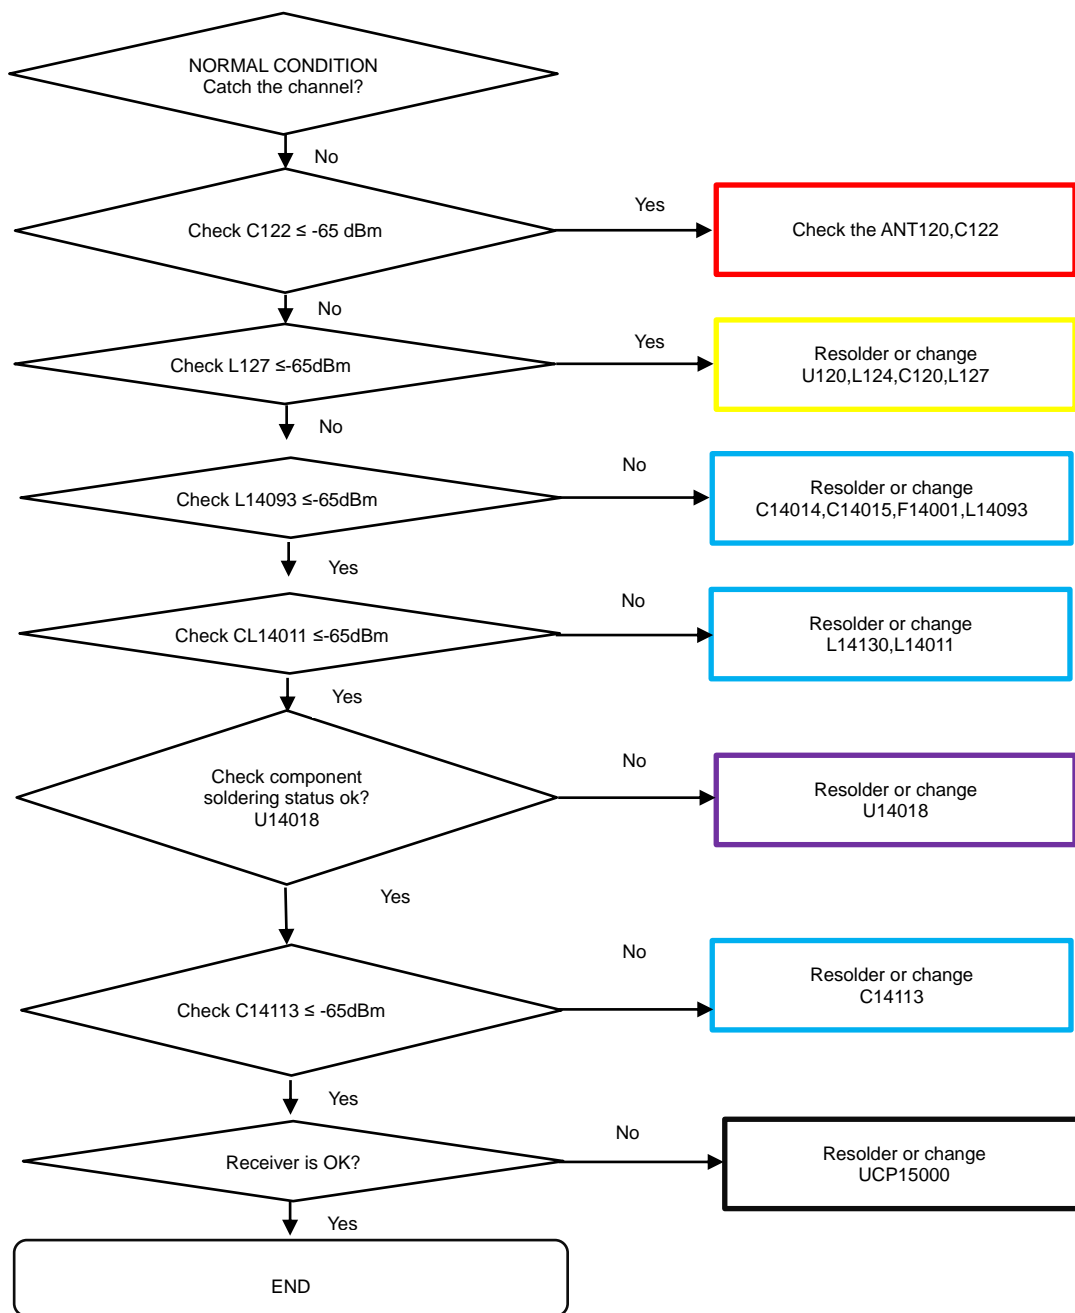 NORMAL CONDITION
Catch the channel?
No
Check C122 ≤ -65 dBm
Yes
Check the ANT120,C122
No
Check L127 ≤-65dBm
Yes
Resolder or change
U120,L124,C120,L127
No
Check L14093 ≤-65dBm
No
Resolder or change
C14014,C14015,F14001,L14093
Yes
Check CL14011 ≤-65dBm
No
Resolder or change
L14130,L14011
Yes
Check component
soldering status ok?
U14018
No
Resolder or change
U14018
Yes
Check C14113 ≤ -65dBm
No
Resolder or change
C14113
Yes
Receiver is OK?
No
Resolder or change
UCP15000
Yes
END